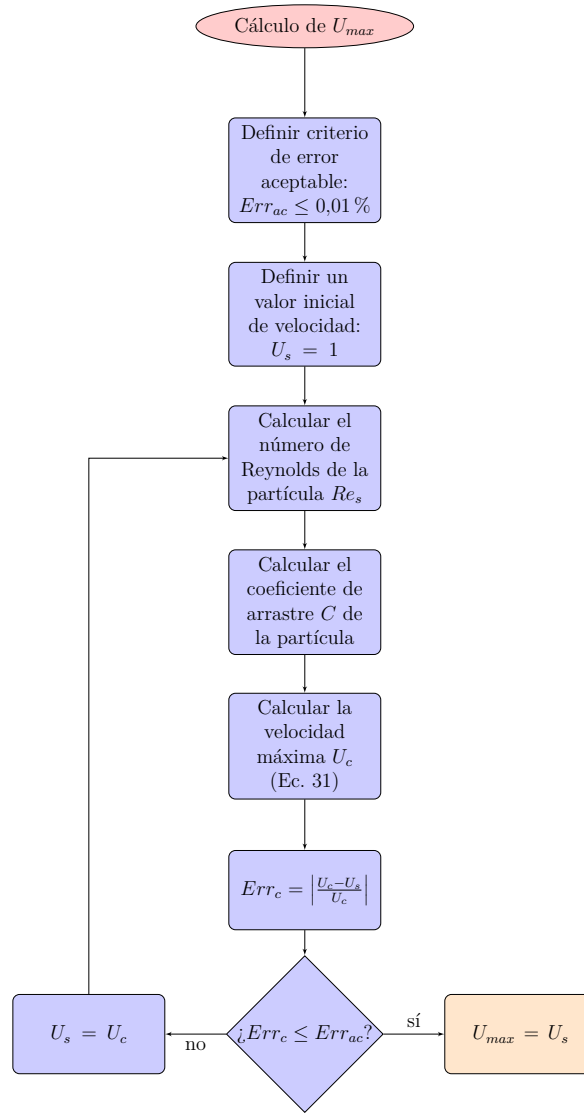 Cálculo de U_max
Definir criterio
de error
aceptable:
Err_ac ≤ 0,01 %
Definir un
valor inicial
de velocidad:
U_s = 1
Calcular el
número de
Reynolds de la
partícula Re_s
Calcular el
coeficiente de
arrastre C de
la partícula
Calcular la
velocidad
máxima U_c
(Ec. 31)
Err_c = |(U_c−U_s)/U_c|
¿Err_c ≤ Err_ac?
no
U_s = U_c
sí
U_max = U_s